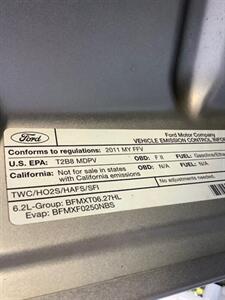 Ford
Ford Motor Company
VEHICLE EMISSION CONTROL INFOR
Conforms to regulations: 2011 MY FFV
U.S. EPA: T2B8 MDPV OBD: F II FUEL: Gasoline/Etha
California: Not for sale in states OBD: N/A FUEL: N/A
with California emissions
TWC/HO2S/HAFS/SFI No adjustments needed.
6.2L-Group: BFMXT06.27HL
Evap: BFMXF0250NBS